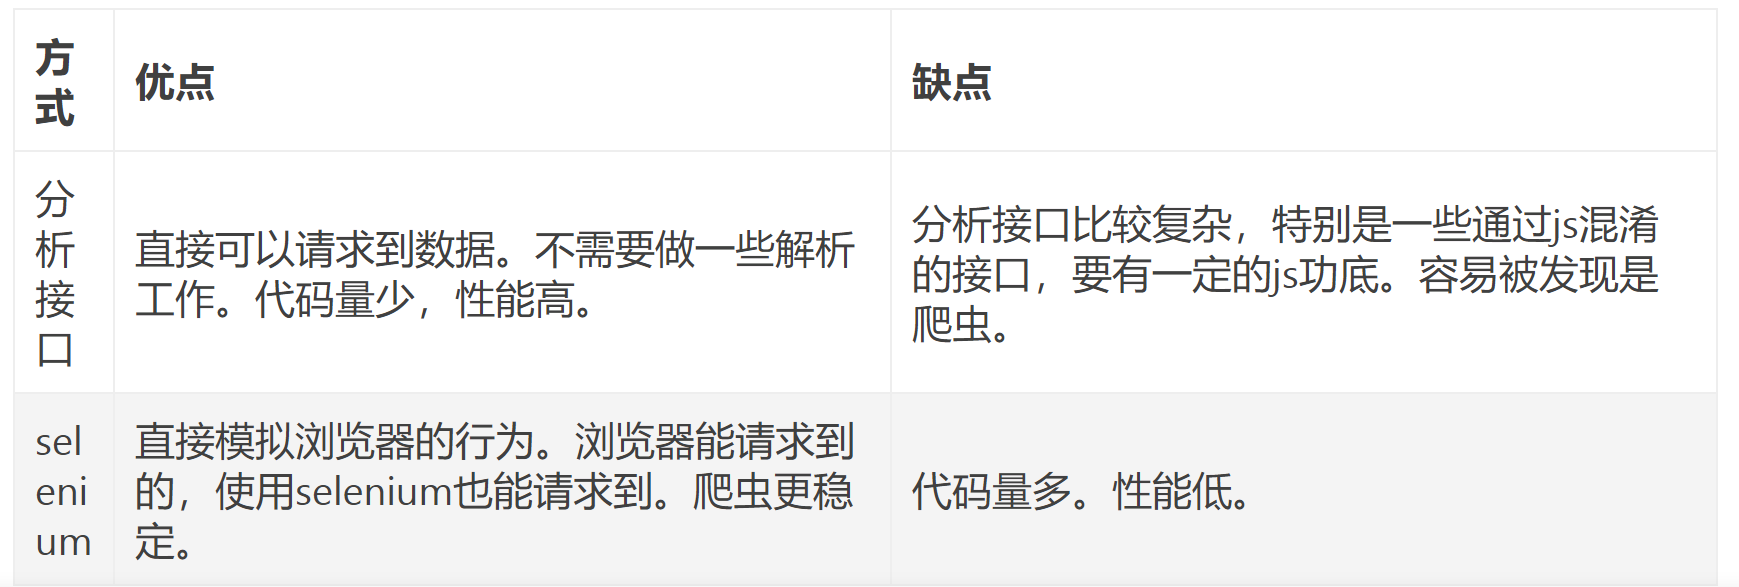 方
式
优点
缺点
分
析
接
口
直接可以请求到数据。不需要做一些解析
工作。代码量少，性能高。
分析接口比较复杂，特别是一些通过js混淆
的接口，要有一定的js功底。容易被发现是
爬虫。
sel
eni
um
直接模拟浏览器的行为。浏览器能请求到
的，使用selenium也能请求到。爬虫更稳
定。
代码量多。性能低。